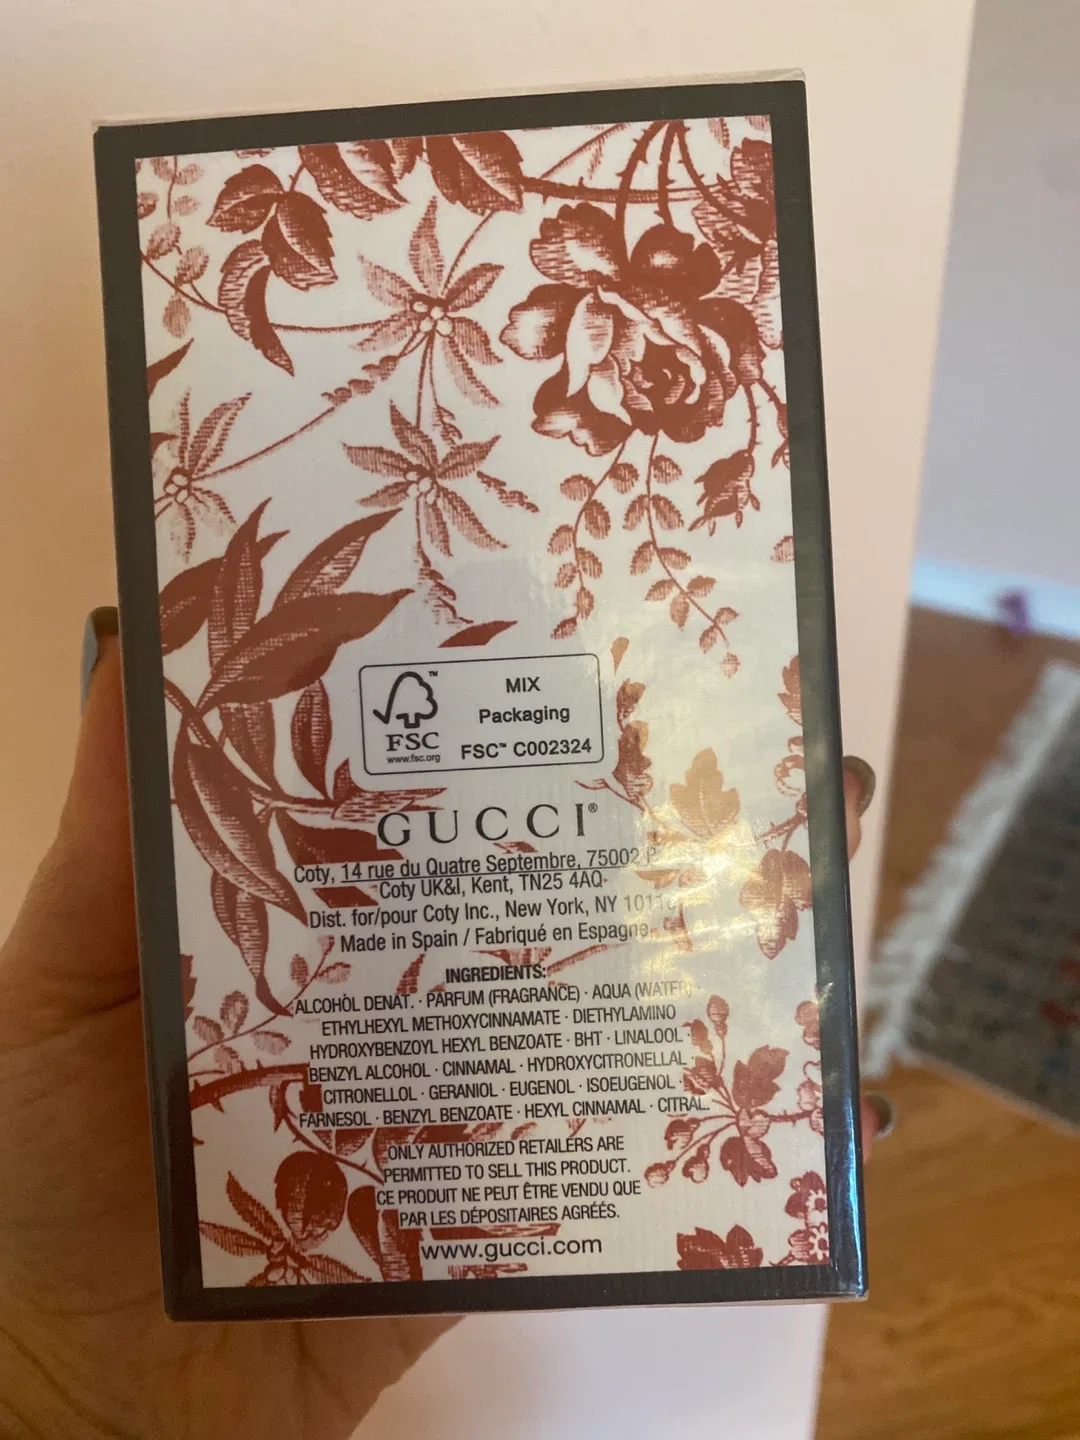 FSC™
www.fsc.org
MIX
Packaging
FSC™ C002324
GUCCI®
Coty, 14 rue du Quatre Septembre, 75002 P
Coty UK&I, Kent, TN25 4AQ
Dist. for/pour Coty Inc., New York, NY
Made in Spain / Fabriqué en Espagne
INGREDIENTS:
ALCOHOL DENAT. · PARFUM (FRAGRANCE) · AQUA (WATER)
ETHYLHEXYL METHOXYCINNAMATE · DIETHYLAMINO
HYDROXYBENZOYL HEXYL BENZOATE · BHT · LINALOOL ·
BENZYL ALCOHOL · CINNAMAL · HYDROXYCITRONELLAL ·
CITRONELLOL · GERANIOL · EUGENOL · ISOEUGENOL ·
FARNESOL · BENZYL BENZOATE · HEXYL CINNAMAL · CITRAL.
ONLY AUTHORIZED RETAILERS ARE
PERMITTED TO SELL THIS PRODUCT.
CE PRODUIT NE PEUT ÊTRE VENDU QUE
PAR LES DÉPOSITAIRES AGRÉÉS.
www.gucci.com